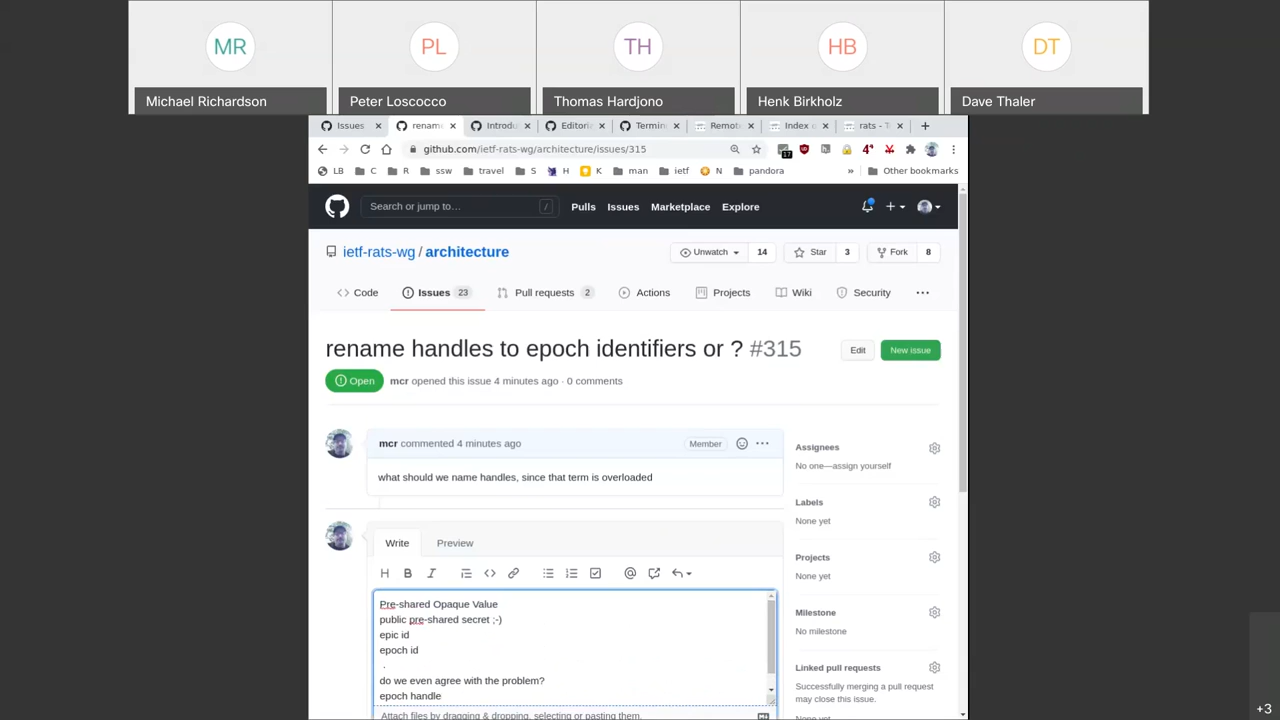 MR
PL
TH
HB
DT
Michael Richardson
Peter Loscocco
Thomas Hardjono
Henk Birkholz
Dave Thaler
Issues
renam
Introdu
Editoria
Termin
Remot
Index o
rats - T
github.com/ietf-rats-wg/architecture/issues/315
17
LB
C
R
ssw
travel
S
H
K
man
ietf
N
pandora
»
Other bookmarks
Search or jump to…
/
Pulls
Issues
Marketplace
Explore
ietf-rats-wg / architecture
Unwatch
14
Star
3
Fork
8
Code
Issues 23
Pull requests 2
Actions
Projects
Wiki
Security
rename handles to epoch identifiers or ? #315
Edit
New issue
Open
mcr opened this issue 4 minutes ago · 0 comments
mcr commented 4 minutes ago
Member
what should we name handles, since that term is overloaded
Write
Preview
H B I
Pre-shared Opaque Value
public pre-shared secret ;-)
epic id
epoch id
.
do we even agree with the problem?
epoch handle
Attach files by dragging & dropping, selecting or pasting them.
Assignees
No one—assign yourself
Labels
None yet
Projects
None yet
Milestone
No milestone
Linked pull requests
Successfully merging a pull request
may close this issue.
+3